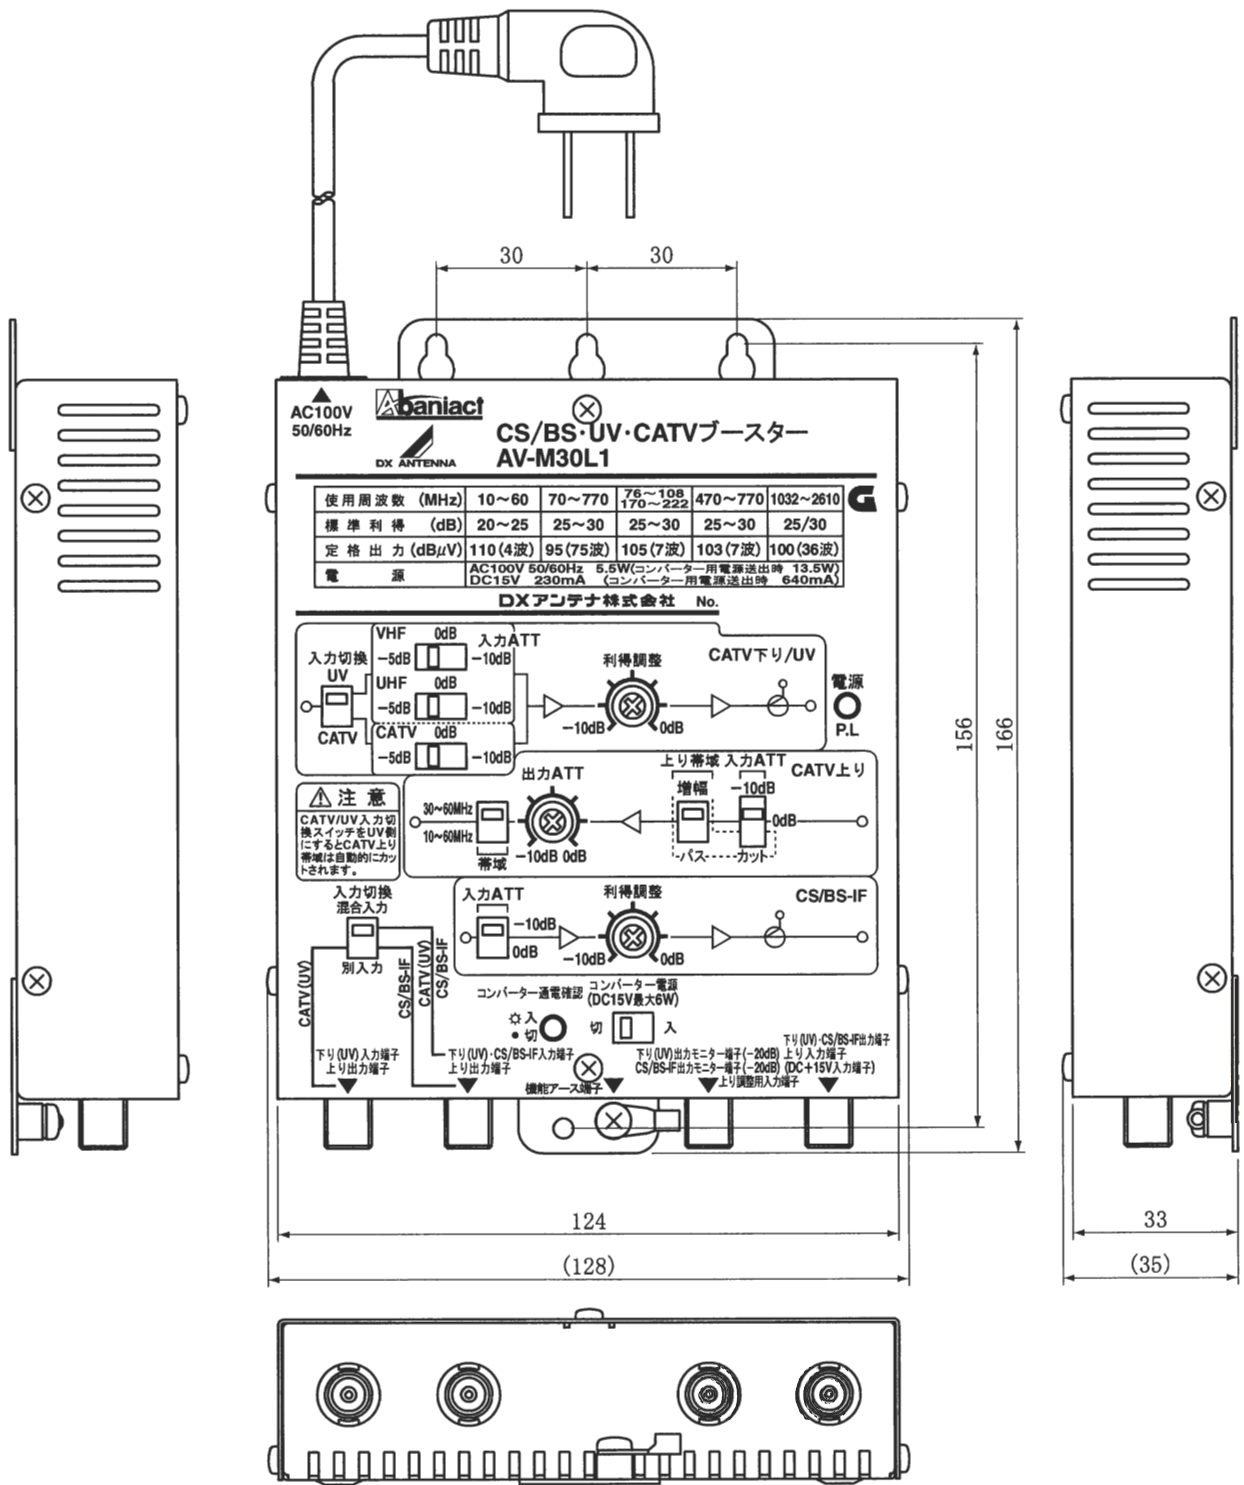 30 30
AC100V
50/60Hz
Abaniact
DX ANTENNA
CS/BS·UV·CATVブースター
AV-M30L1
使用周波数 (MHz) 10～60 70～770 76～108 170～222 470～770 1032～2610
標準利得 (dB) 20～25 25～30 25～30 25～30 25/30
定格出力 (dBμV) 110(4波) 95(75波) 105(7波) 103(7波) 100(36波)
電源 AC100V 50/60Hz 5.5W(コンバーター用電源送出時 13.5W)
DC15V 230mA (コンバーター用電源送出時 640mA)
G
DXアンテナ株式会社 No.
入力切換
UV
CATV
VHF 0dB 入力ATT
−5dB −10dB
UHF 0dB
−5dB −10dB
CATV 0dB
−5dB −10dB
利得調整
−10dB 0dB
CATV下り/UV
電源
P.L
156
166
注意
CATV/UV入力切
換スイッチをUV側
にするとCATV上り
帯域は自動的にカッ
トされます。
30～60MHz
10～60MHz
帯域
出力ATT
−10dB 0dB
上り帯域 入力ATT
増幅 −10dB
0dB
パス カット
CATV上り
入力切換
混合入力
別入力
CATV(UV)
CS/BS-IF
CATV(UV)
CS/BS-IF
入力ATT
−10dB
0dB
利得調整
−10dB 0dB
CS/BS-IF
コンバーター通電確認
入
切
コンバーター電源
(DC15V最大6W)
切 入
下り(UV)入力端子
上り出力端子
下り(UV)·CS/BS-IF入力端子
上り出力端子
機能アース端子
下り(UV)出力モニター端子(−20dB)
CS/BS-IF出力モニター端子(−20dB)
上り調整用入力端子
下り(UV)·CS/BS-IF出力端子
上り入力端子
(DC+15V入力端子)
124
(128)
33
(35)